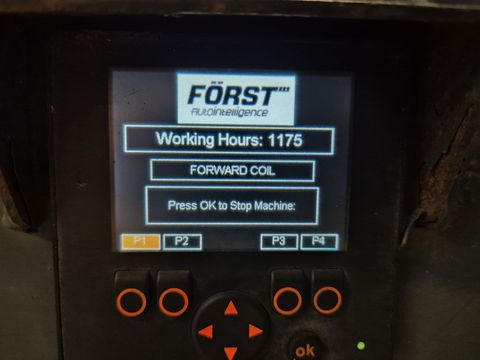 FÖRST
Autointelligence
Working Hours: 1175
FORWARD COIL
Press OK to Stop Machine:
P1 P2 P3 P4
ok